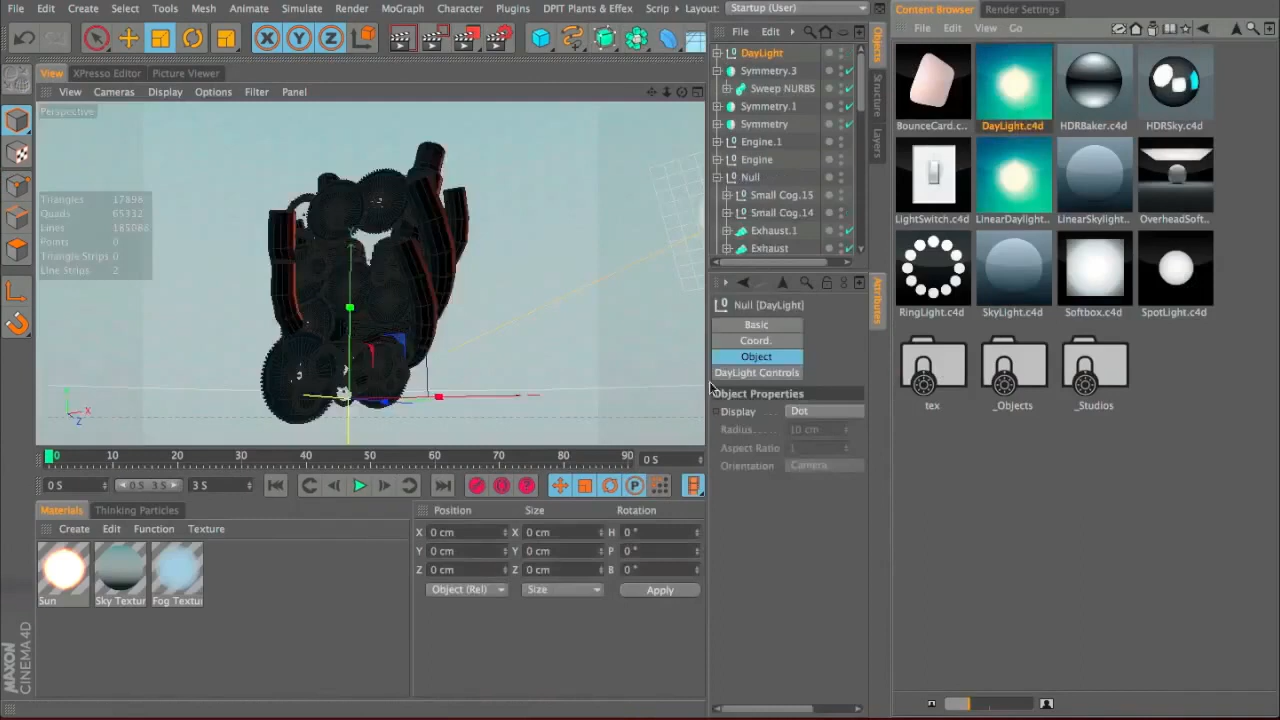 File Edit Create Select Tools Mesh Animate Simulate Render MoGraph Character Plugins DPIT Plants & Effex Scrip Layout: Startup (User)
Content Browser Render Settings
File Edit
File Edit View Go
View XPresso Editor Picture Viewer
View Cameras Display Options Filter Panel
Perspective
Triangles 17896
Quads 65332
Lines 185088
Points 0
Triangle Strips 0
Line Strips 2
Y
X
Z
DayLight
Symmetry.3
Sweep NURBS
Symmetry.1
Symmetry
Engine.1
Engine
Null
Small Cog.15
Small Cog.14
Exhaust.1
Exhaust
Objects
Structure
Layers
Attributes
Null [DayLight]
Basic
Coord.
Object
DayLight Controls
Object Properties
Display Dot
Radius 10 cm
Aspect Ratio 1
Orientation Camera
BounceCard.c.. DayLight.c4d HDRBaker.c4d HDRSky.c4d
LightSwitch.c4d LinearDaylight.. LinearSkylight.. OverheadSoft..
RingLight.c4d SkyLight.c4d Softbox.c4d SpotLight.c4d
tex _Objects _Studios
0 10 20 30 40 50 60 70 80 90 0 S
0 S 0 S 3 S 3 S
Materials Thinking Particles
Create Edit Function Texture
Sun Sky Textur Fog Textu
Position Size Rotation
X 0 cm X 0 cm H 0 °
Y 0 cm Y 0 cm P 0 °
Z 0 cm Z 0 cm B 0 °
Object (Rel) Size Apply
MAXON
CINEMA 4D